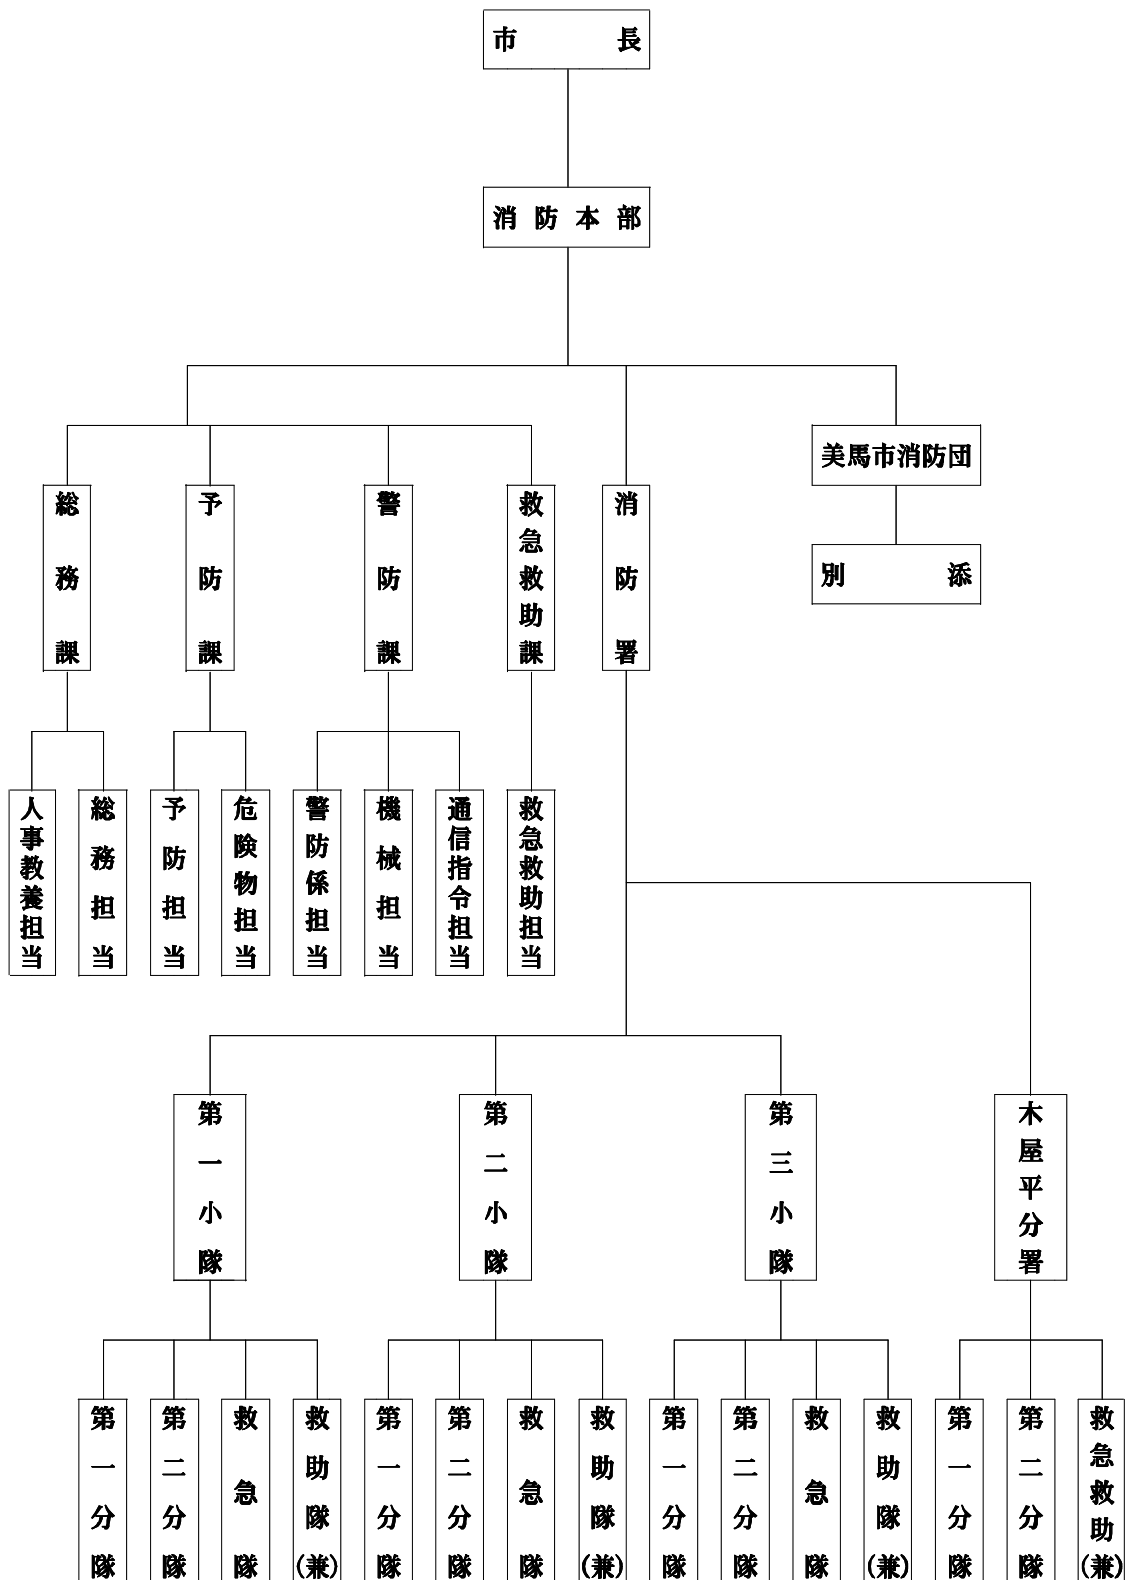 市長
消防本部
美馬市消防団
別添
総務課
予防課
警防課
救急救助課
消防署
人事教養担当
総務担当
予防担当
危険物担当
警防係担当
機械担当
通信指令担当
救急救助担当
第一小隊
第二小隊
第三小隊
木屋平分署
第一分隊
第二分隊
救急隊
救助隊(兼)
第一分隊
第二分隊
救急隊
救助隊(兼)
第一分隊
第二分隊
救急隊
救助隊(兼)
第一分隊
第二分隊
救急救助(兼)